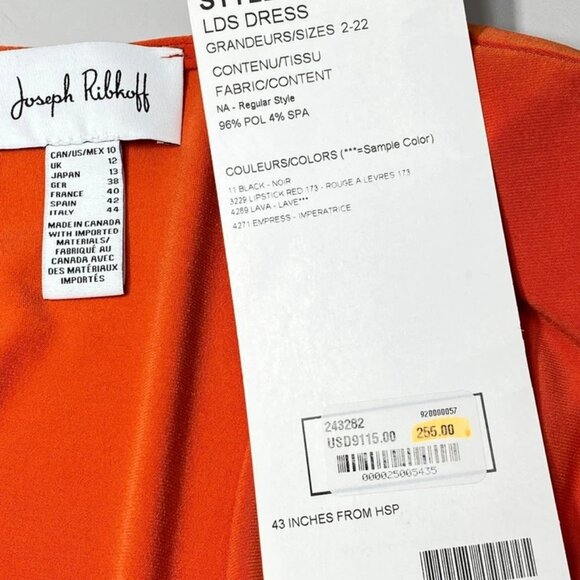 Joseph Ribkoff
CAN/US/MEX 10
UK 12
JAPAN 13
GER 38
FRANCE 40
SPAIN 42
ITALY 44
MADE IN CANADA
WITH IMPORTED
MATERIALS/
FABRIQUÉ AU
CANADA AVEC
DES MATÉRIAUX
IMPORTÉS
LDS DRESS
GRANDEURS/SIZES 2-22
CONTENU/TISSU
FABRIC/CONTENT
NA - Regular Style
96% POL 4% SPA
COULEURS/COLORS (***=Sample Color)
11 BLACK - NOIR
3229 LIPSTICK RED 173 - ROUGE A LEVRES 173
4289 LAVA - LAVE***
4271 EMPRESS - IMPERATRICE
243282 920000057
USD9115.00 255.00
000025005435
43 INCHES FROM HSP